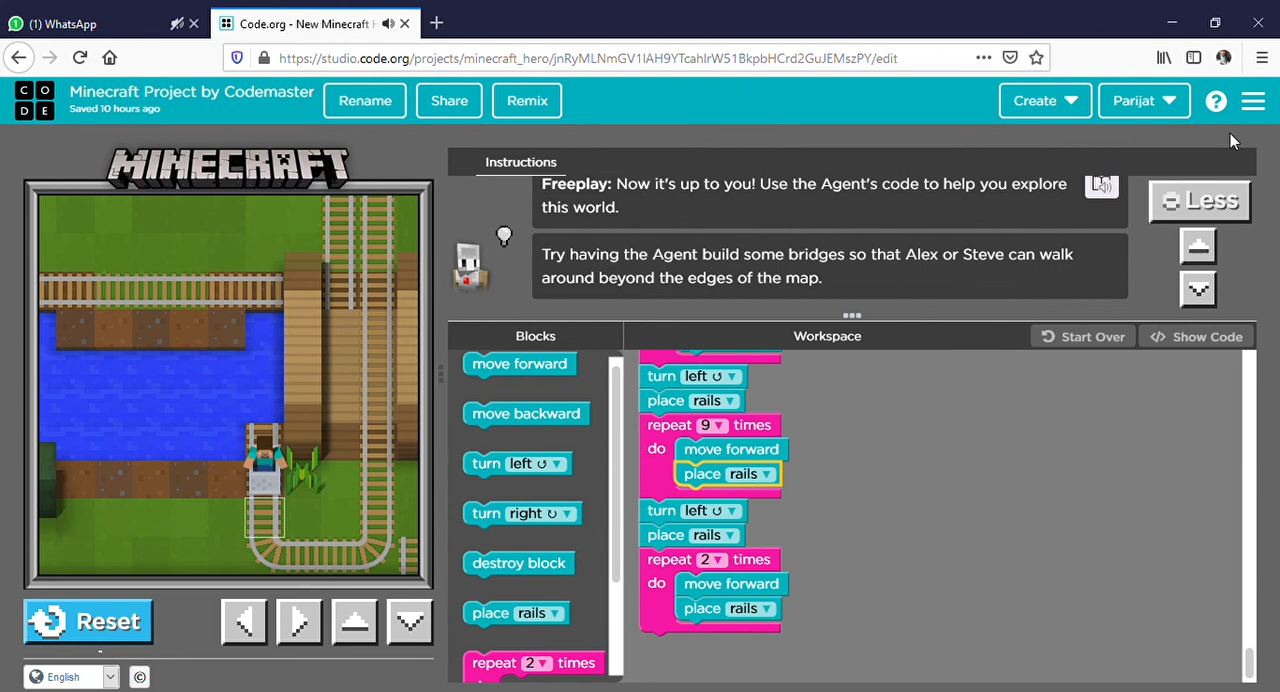 (1) WhatsApp
Code.org - New Minecraft H
https://studio.code.org/projects/minecraft_hero/jnRyMLNmGV1lAH9YTcahlrW51BkpbHCrd2GuJEMszPY/edit
CODE
Minecraft Project by Codemaster
Saved 10 hours ago
Rename
Share
Remix
Create
Parijat
?
MINECRAFT
Instructions
Freeplay: Now it's up to you! Use the Agent's code to help you explore
this world.
Less
Try having the Agent build some bridges so that Alex or Steve can walk
around beyond the edges of the map.
Blocks
Workspace
Start Over
Show Code
move forward
move backward
turn left
turn right
destroy block
place rails
repeat 2 times
turn left
place rails
repeat 9 times
do move forward
place rails
turn left
place rails
repeat 2 times
do move forward
place rails
Reset
English
©